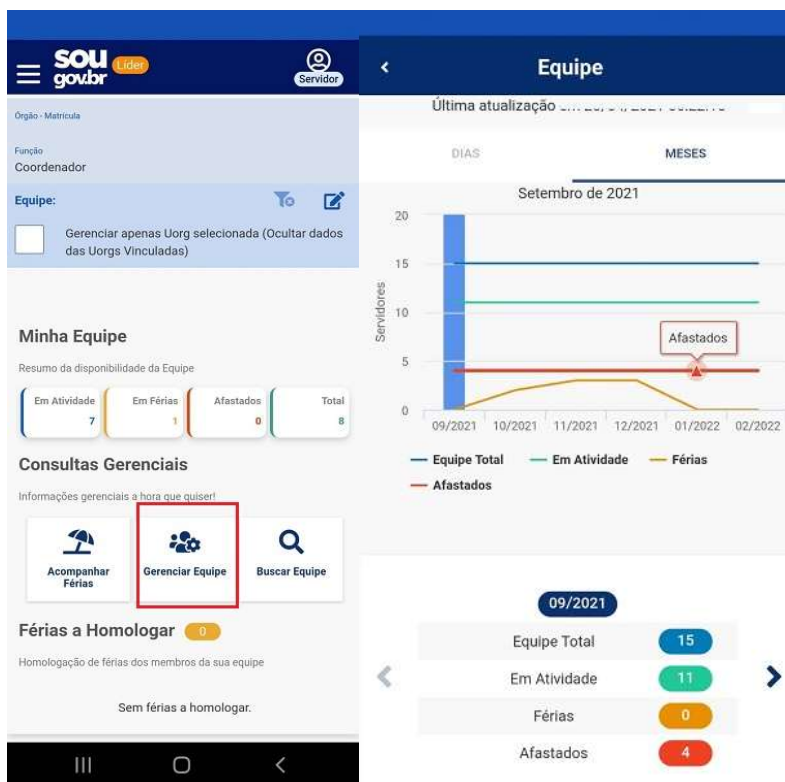 sou
gov.br
Líder
Servidor
Órgão - Matrícula
Função
Coordenador
Equipe:
Gerenciar apenas Uorg selecionada (Ocultar dados
das Uorgs Vinculadas)
Minha Equipe
Resumo da disponibilidade da Equipe
Em Atividade
7
Em Férias
1
Afastados
0
Total
8
Consultas Gerenciais
Informações gerenciais a hora que quiser!
Acompanhar
Férias
Gerenciar Equipe
Buscar Equipe
Férias a Homologar 0
Homologação de férias dos membros da sua equipe
Sem férias a homologar.
Equipe
Última atualização
DIAS
MESES
Setembro de 2021
Servidores
20
15
10
5
0
Afastados
09/2021 10/2021 11/2021 12/2021 01/2022 02/2022
Equipe Total Em Atividade Férias
Afastados
09/2021
Equipe Total 15
Em Atividade 11
Férias 0
Afastados 4